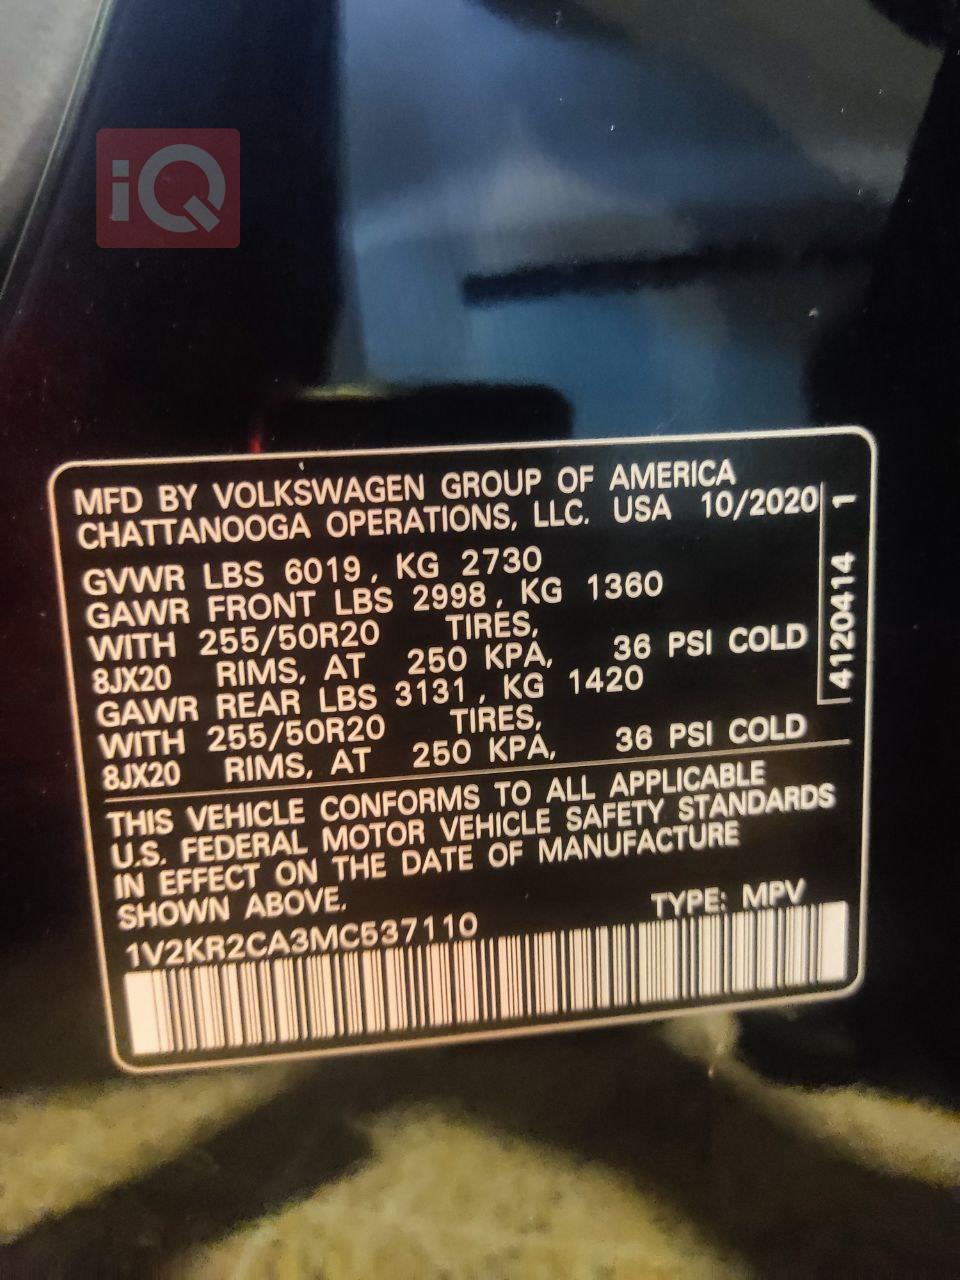 iQ
MFD BY VOLKSWAGEN GROUP OF AMERICA
CHATTANOOGA OPERATIONS, LLC. USA 10/2020
GVWR LBS 6019, KG 2730
GAWR FRONT LBS 2998, KG 1360
WITH 255/50R20 TIRES,
8JX20 RIMS, AT 250 KPA, 36 PSI COLD
GAWR REAR LBS 3131, KG 1420
WITH 255/50R20 TIRES,
8JX20 RIMS, AT 250 KPA, 36 PSI COLD
4120414 1
THIS VEHICLE CONFORMS TO ALL APPLICABLE
U.S. FEDERAL MOTOR VEHICLE SAFETY STANDARDS
IN EFFECT ON THE DATE OF MANUFACTURE
SHOWN ABOVE.
TYPE: MPV
1V2KR2CA3MC537110